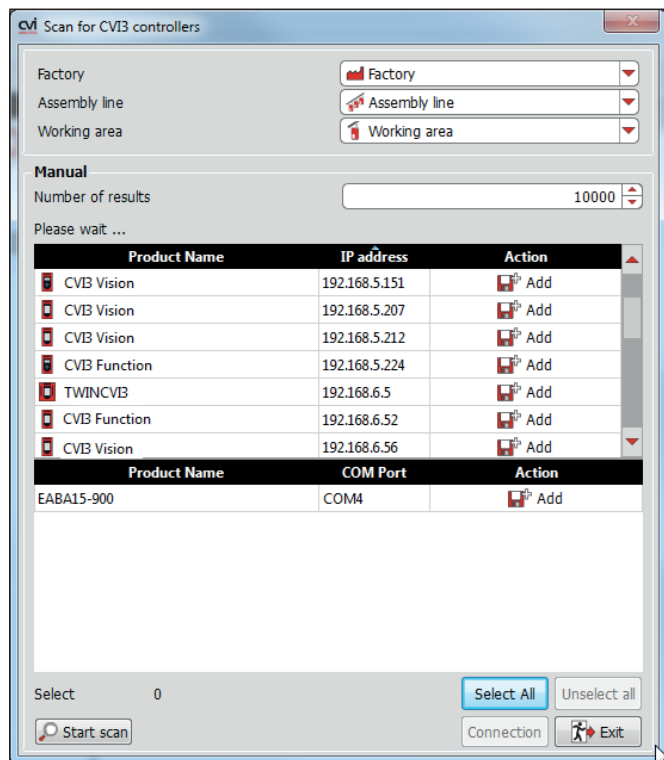 cvi Scan for CVI3 controllers
Factory Factory
Assembly line Assembly line
Working area Working area
Manual
Number of results 10000
Please wait ...
Product Name IP address Action
CVI3 Vision 192.168.5.151 Add
CVI3 Vision 192.168.5.207 Add
CVI3 Vision 192.168.5.212 Add
CVI3 Function 192.168.5.224 Add
TWINCVI3 192.168.6.5 Add
CVI3 Function 192.168.6.52 Add
CVI3 Vision 192.168.6.56 Add
Product Name COM Port Action
EABA15-900 COM4 Add
Select 0 Select All Unselect all
Start scan Connection Exit